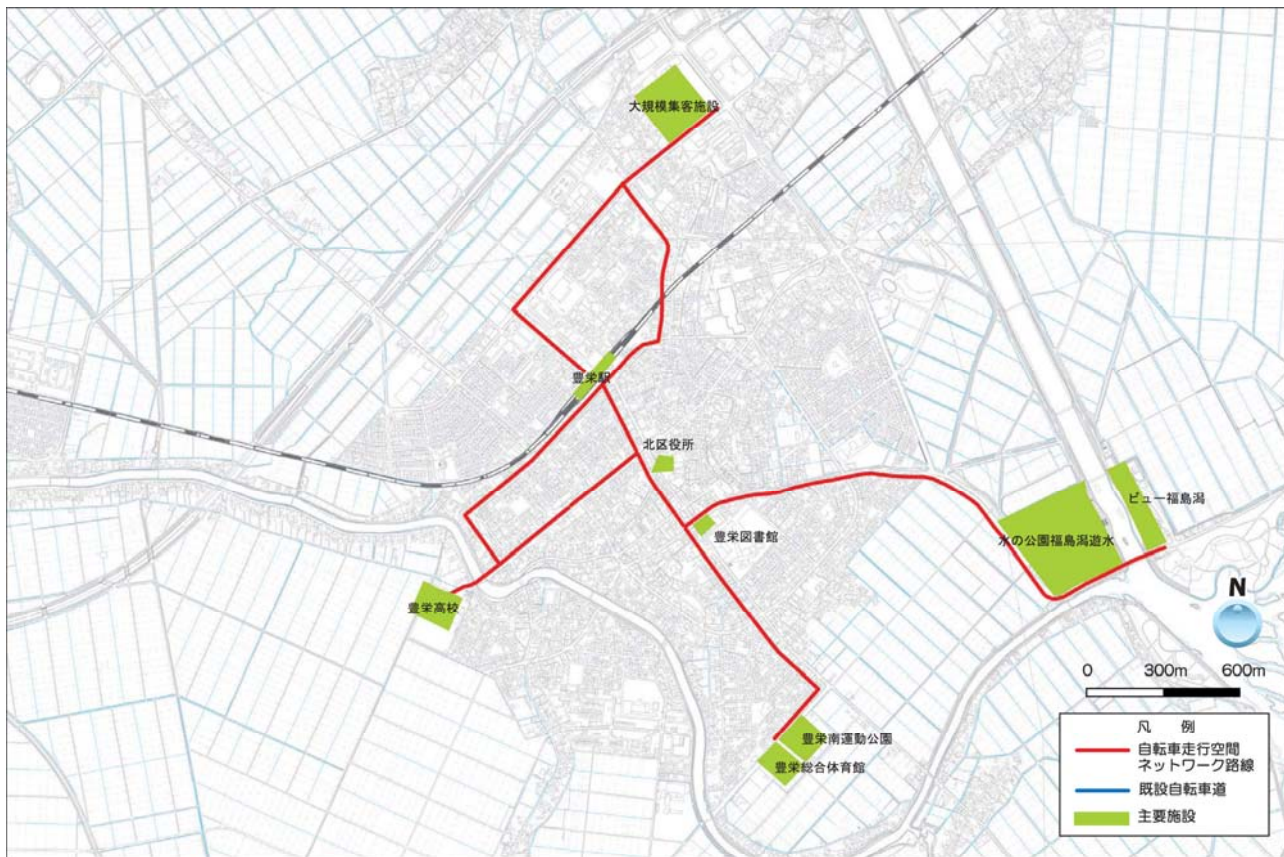 大規模集客施設
豊栄駅
北区役所
豊栄図書館
水の公園福島潟遊水
ビュー福島潟
豊栄高校
豊栄南運動公園
豊栄総合体育館
N
0 300m 600m
凡 例
自転車走行空間
ネットワーク路線
既設自転車道
主要施設